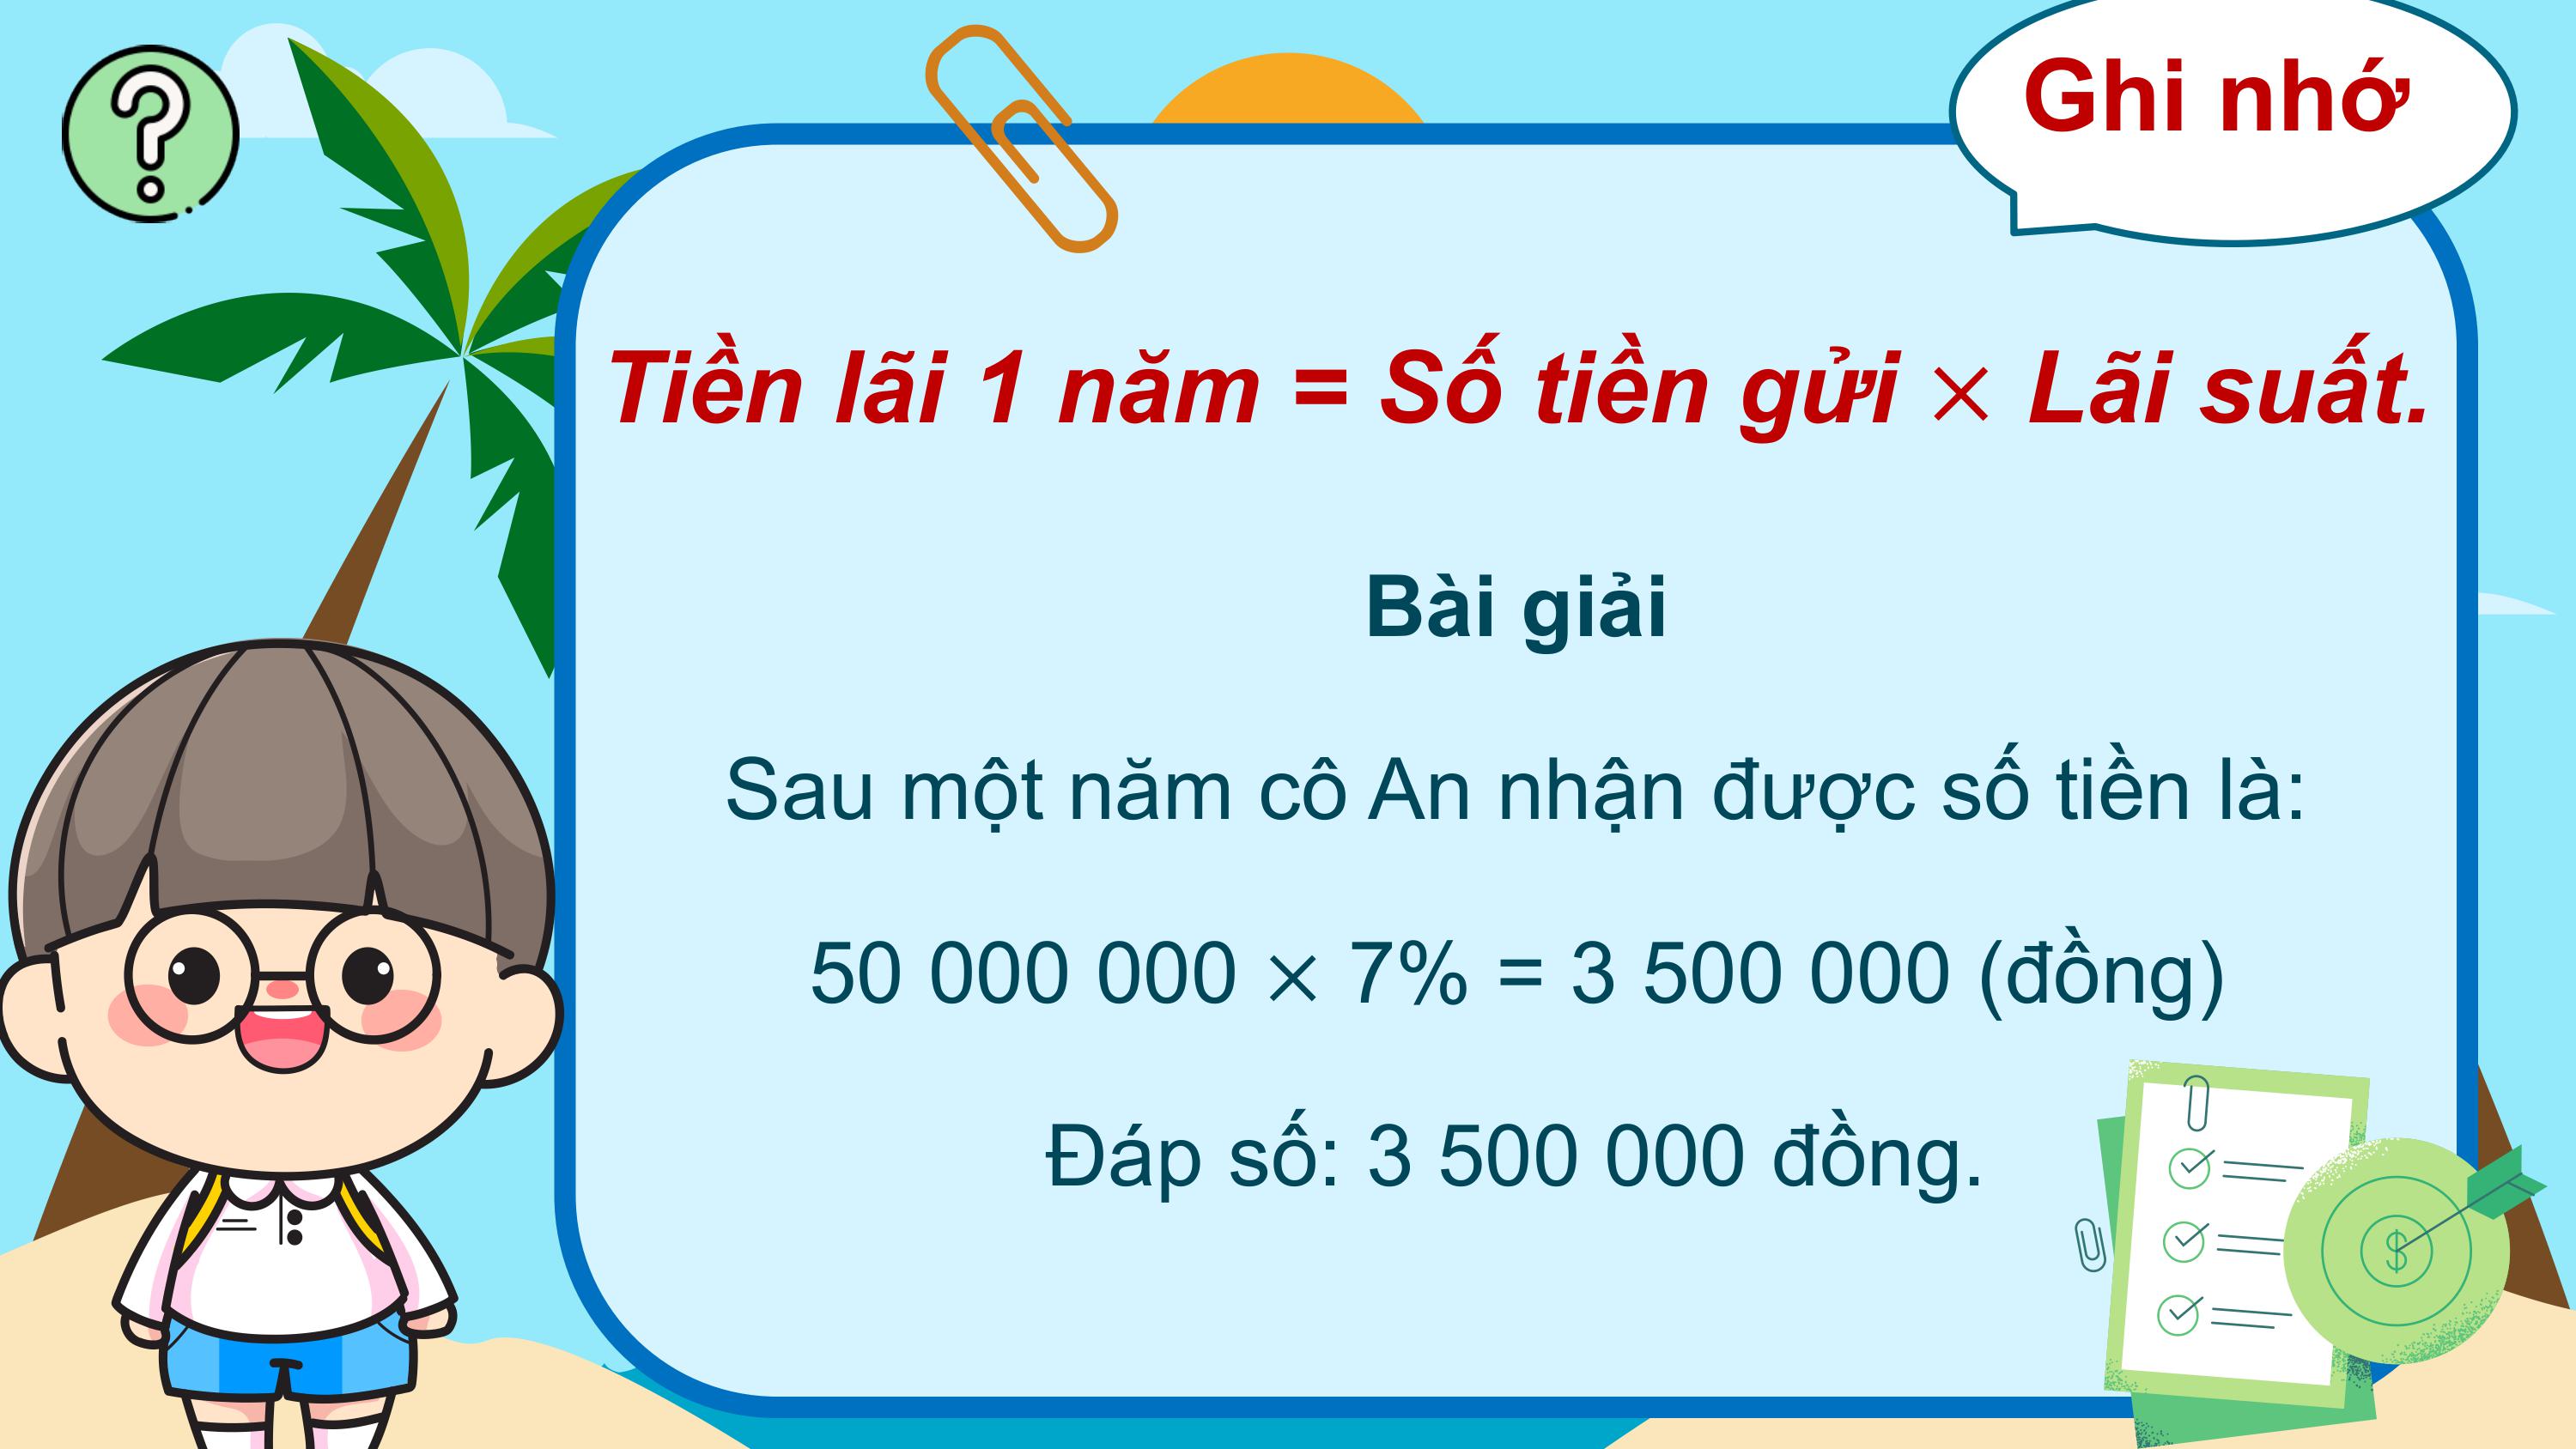 Ghi nhớ
Tiền lãi 1 năm = Số tiền gửi × Lãi suất.
Bài giải
Sau một năm cô An nhận được số tiền là:
50 000 000 × 7% = 3 500 000 (đồng)
Đáp số: 3 500 000 đồng.